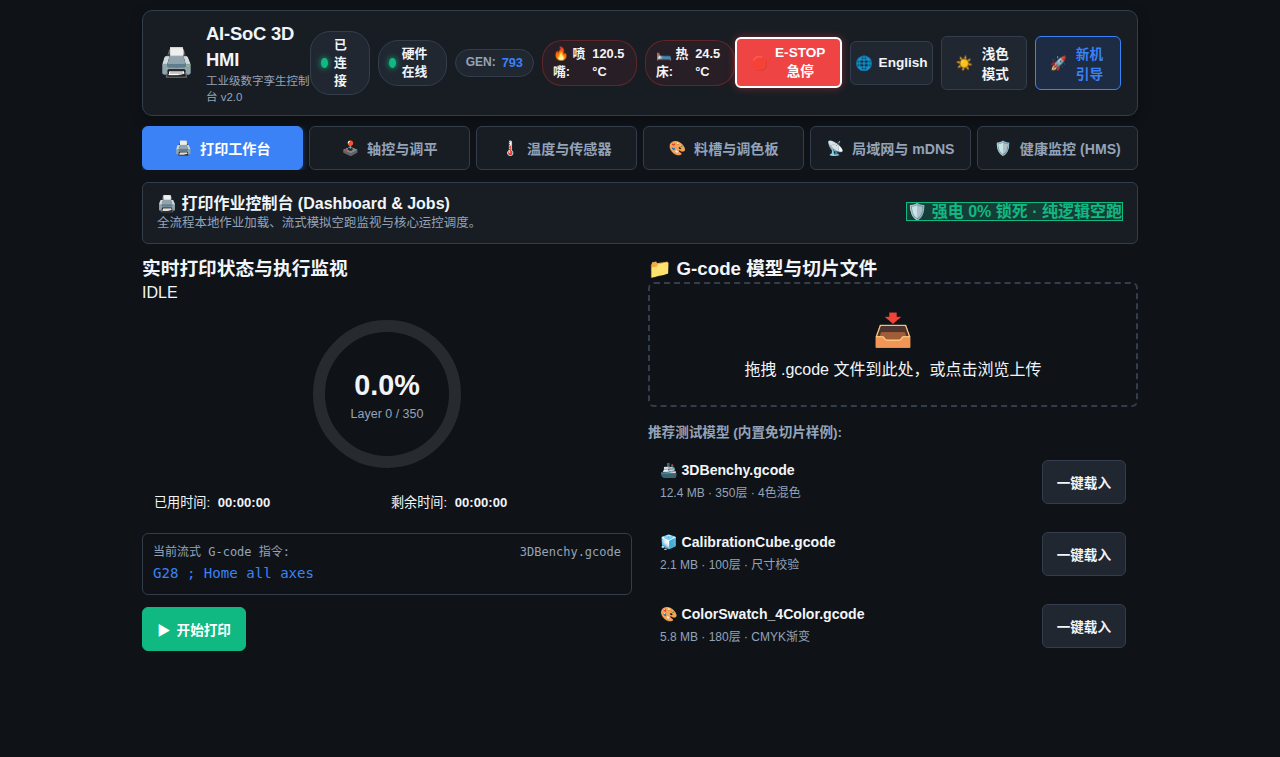 AI-SoC 3D
HMI
工业级数字孪生控制
台 v2.0
已
连
接
硬件
在线
GEN: 793
喷 120.5
嘴: °C
热 24.5
床: °C
E-STOP
急停
English
浅色
模式
新机
引导
打印工作台
轴控与调平
温度与传感器
料槽与调色板
局域网与 mDNS
健康监控 (HMS)
打印作业控制台 (Dashboard & Jobs)
全流程本地作业加载、流式模拟空跑监视与核心运控调度。
强电 0% 锁死 · 纯逻辑空跑
实时打印状态与执行监视
IDLE
0.0%
Layer 0 / 350
已用时间: 00:00:00
剩余时间: 00:00:00
当前流式 G-code 指令:
3DBenchy.gcode
G28 ; Home all axes
▶ 开始打印
G-code 模型与切片文件
拖拽 .gcode 文件到此处，或点击浏览上传
推荐测试模型 (内置免切片样例):
3DBenchy.gcode
12.4 MB · 350层 · 4色混色
一键载入
CalibrationCube.gcode
2.1 MB · 100层 · 尺寸校验
一键载入
ColorSwatch_4Color.gcode
5.8 MB · 180层 · CMYK渐变
一键载入